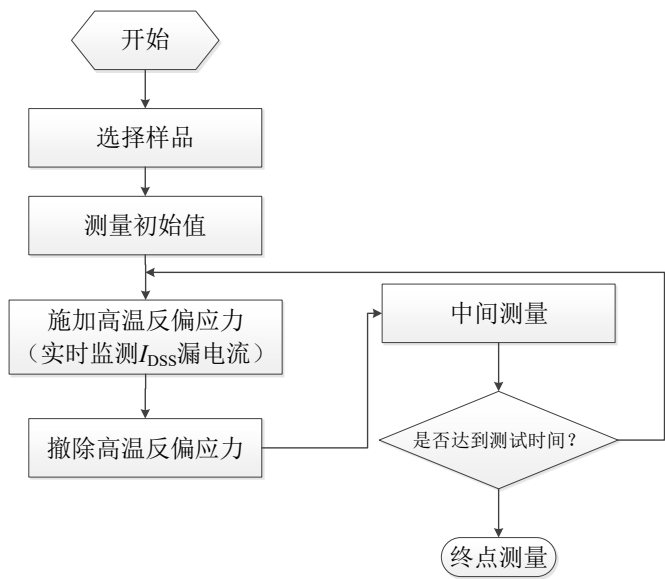 开始
选择样品
测量初始值
施加高温反偏应力
（实时监测IDSS漏电流）
撤除高温反偏应力
中间测量
是否达到测试时间？
终点测量